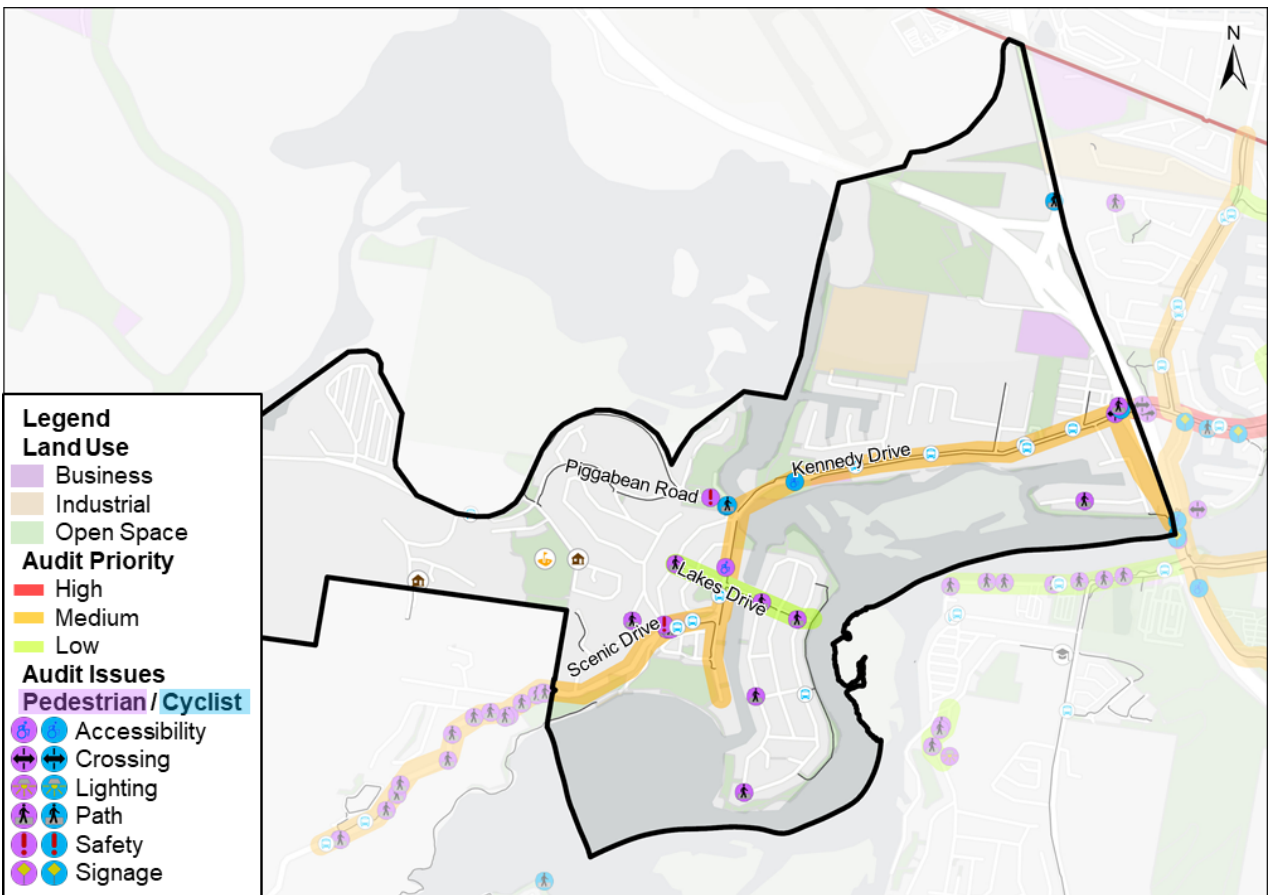 N
Kennedy Drive
Piggabean Road
Lakes Drive
Scenic Drive
Legend
Land Use
Business
Industrial
Open Space
Audit Priority
High
Medium
Low
Audit Issues
Pedestrian / Cyclist
Accessibility
Crossing
Lighting
Path
Safety
Signage